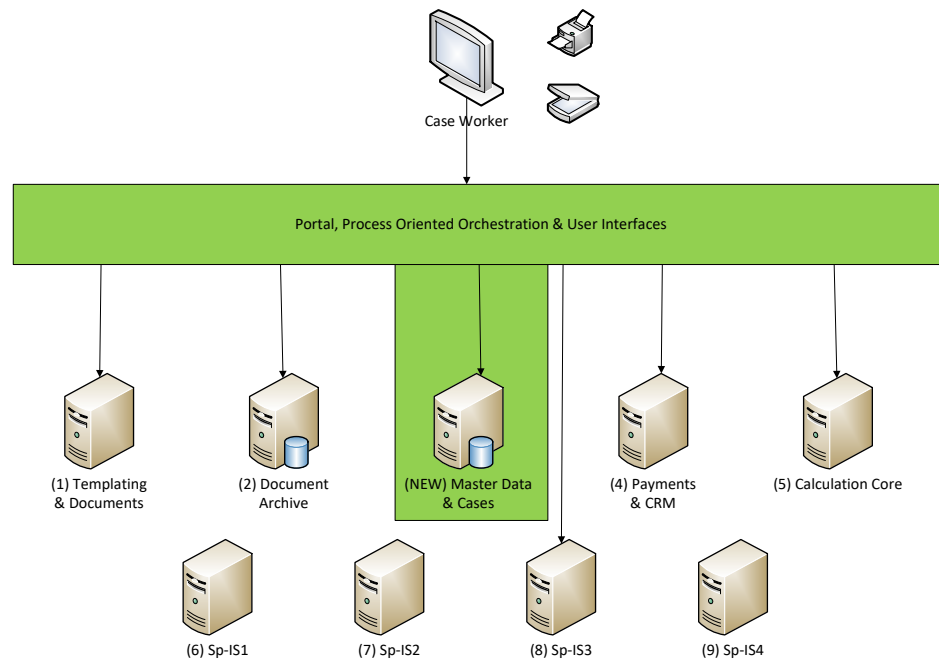 Case Worker
Portal, Process Oriented Orchestration & User Interfaces
(1) Templating
& Documents
(2) Document
Archive
(NEW) Master Data
& Cases
(4) Payments
& CRM
(5) Calculation Core
(6) Sp-IS1
(7) Sp-IS2
(8) Sp-IS3
(9) Sp-IS4